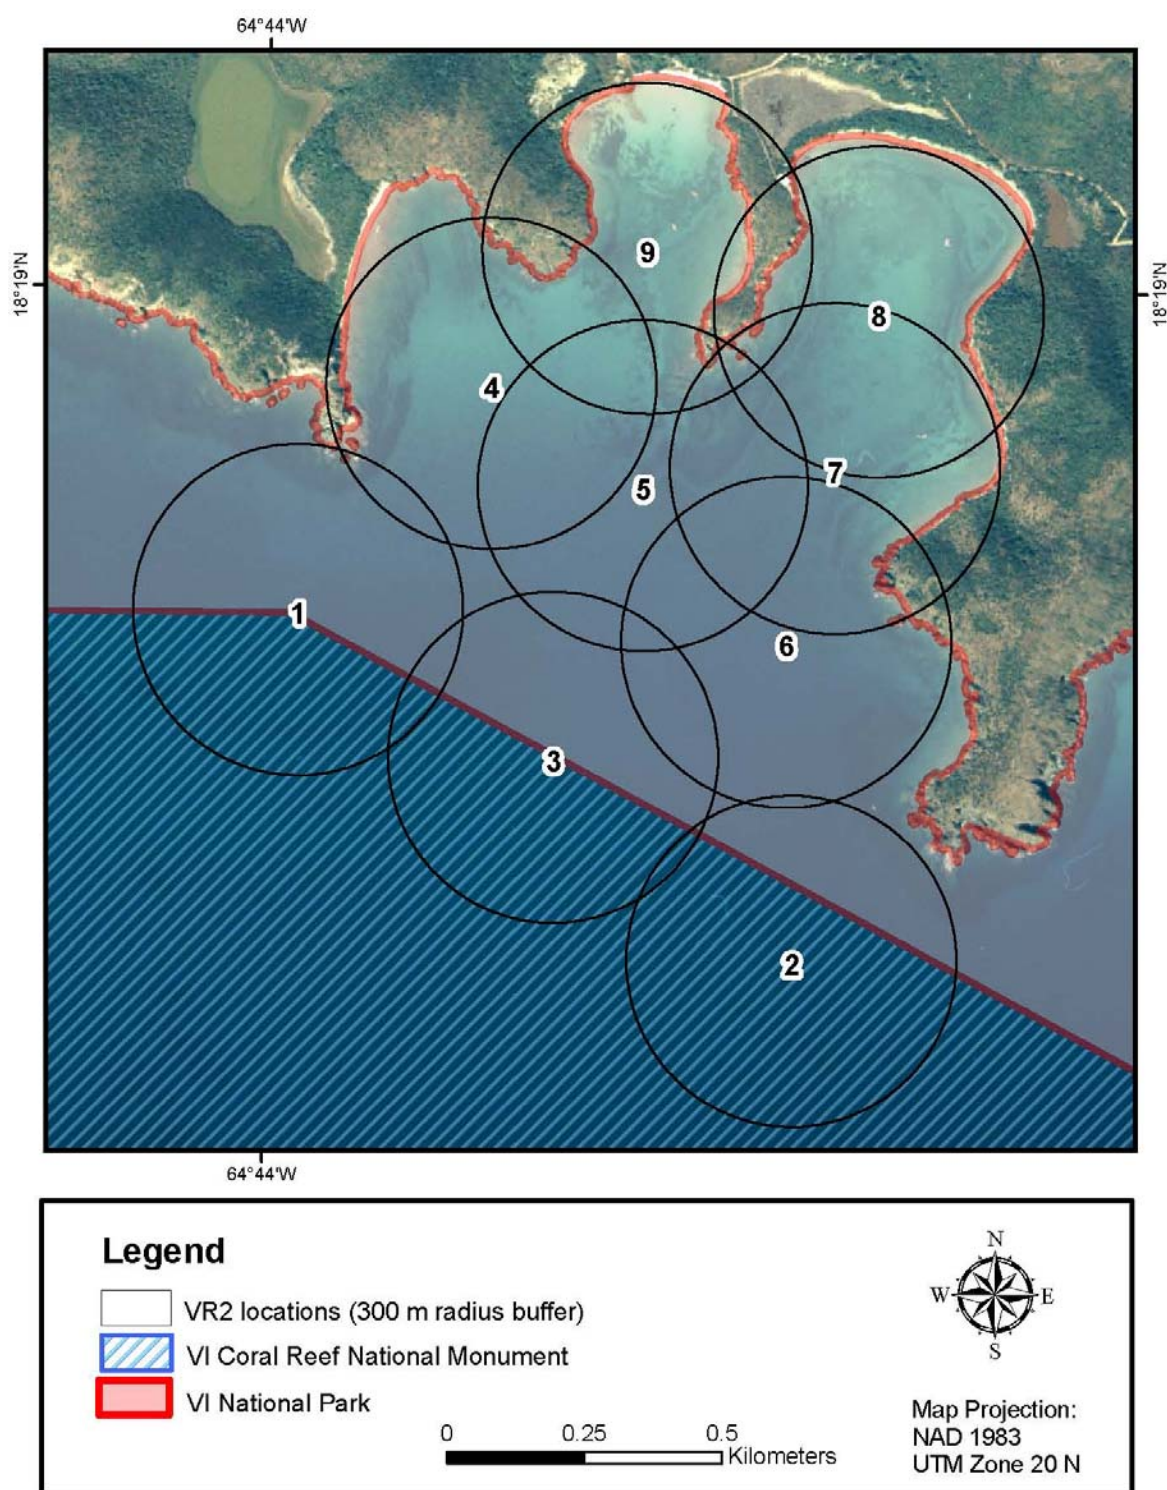 64°44'W
18°19'N
18°19'N
9
8
4
7
5
1
6
3
2
64°44'W
Legend
VR2 locations (300 m radius buffer)
VI Coral Reef National Monument
VI National Park
0 0.25 0.5
Kilometers
N
W E
S
Map Projection:
NAD 1983
UTM Zone 20 N